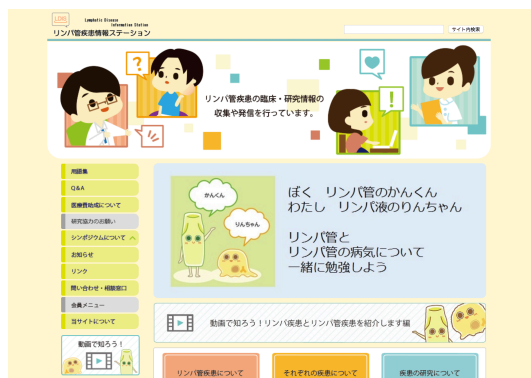 LDIS
Lymphatic Disease
Information Station
リンパ管疾患情報ステーション
サイト内検索
?
!
リンパ管疾患の臨床・研究情報の
収集や発信を行っています。
用語集
Q&A
医療費助成について
研究協力のお願い
シンポジウムについて
お知らせ
リンク
問い合わせ・相談窓口
会員メニュー
当サイトについて
動画で知ろう！
かんくん
りんちゃん
ぼく　リンパ管のかんくん
わたし　リンパ液のりんちゃん
リンパ管と
リンパ管の病気について
一緒に勉強しよう
動画で知ろう！リンパ疾患とリンパ管疾患を紹介します編
リンパ管疾患について
それぞれの疾患について
疾患の研究について